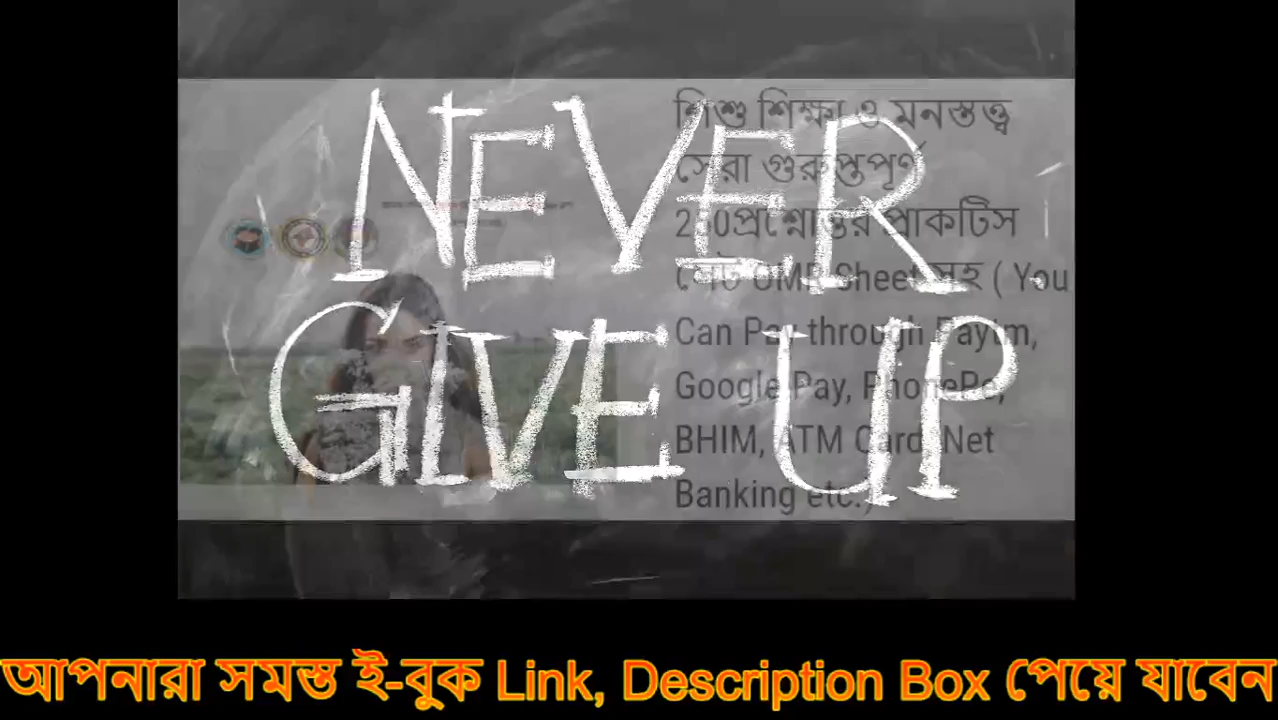 NEVER
GIVE UP
শিশু শিক্ষা ও মনস্তত্ত্ব
সেরা গুরুত্তপূর্ণ
250প্রশ্নোত্তর প্রাকটিস
সেট OMR Sheet সহ ( You
Can Pay through Paytm,
Google Pay, PhonePe,
BHIM, ATM Card, Net
Banking etc.)
আপনারা সমস্ত ই-বুক Link, Description Box পেয়ে যাবেন